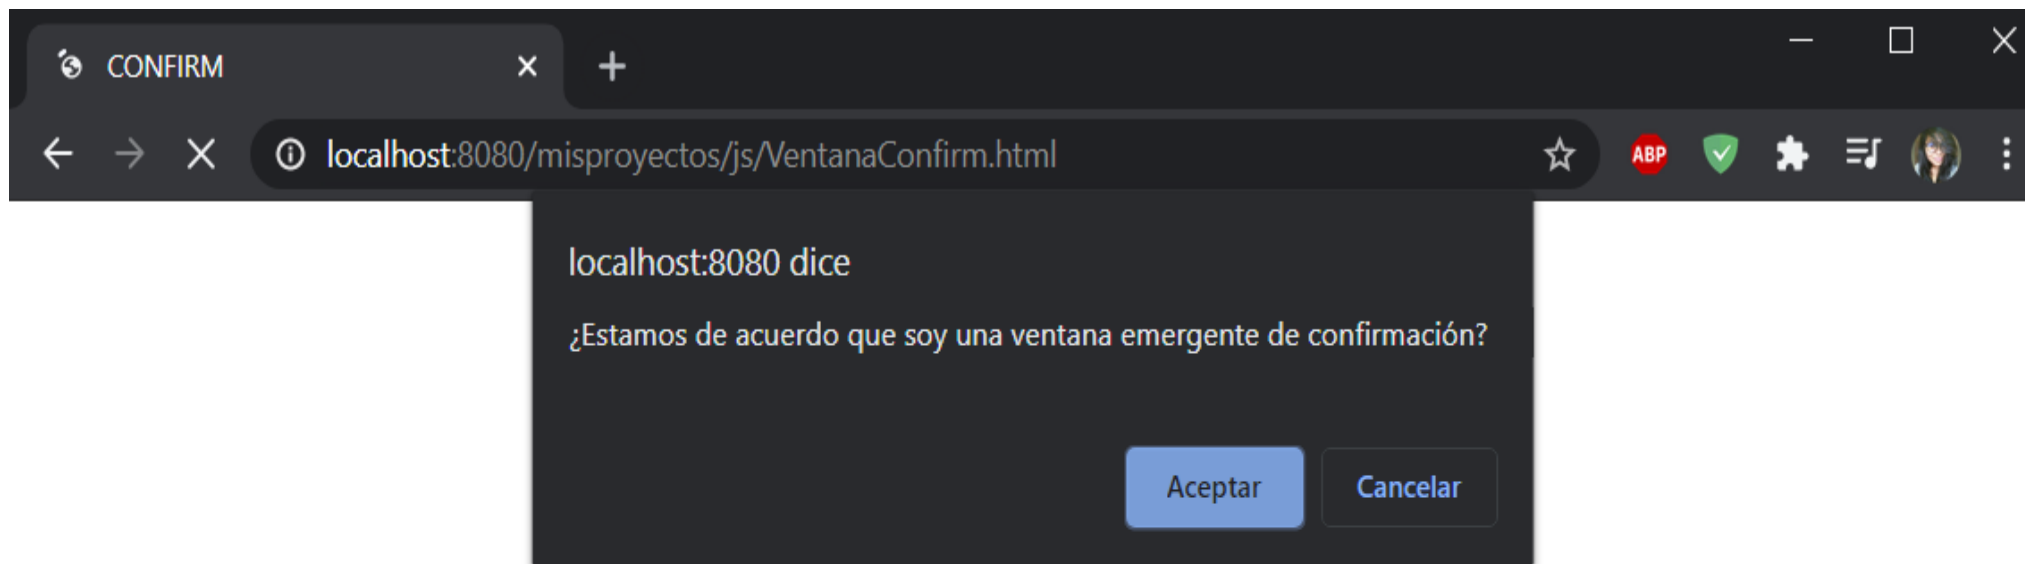 CONFIRM
localhost:8080/misproyectos/js/VentanaConfirm.html
ABP
localhost:8080 dice
¿Estamos de acuerdo que soy una ventana emergente de confirmación?
Aceptar Cancelar